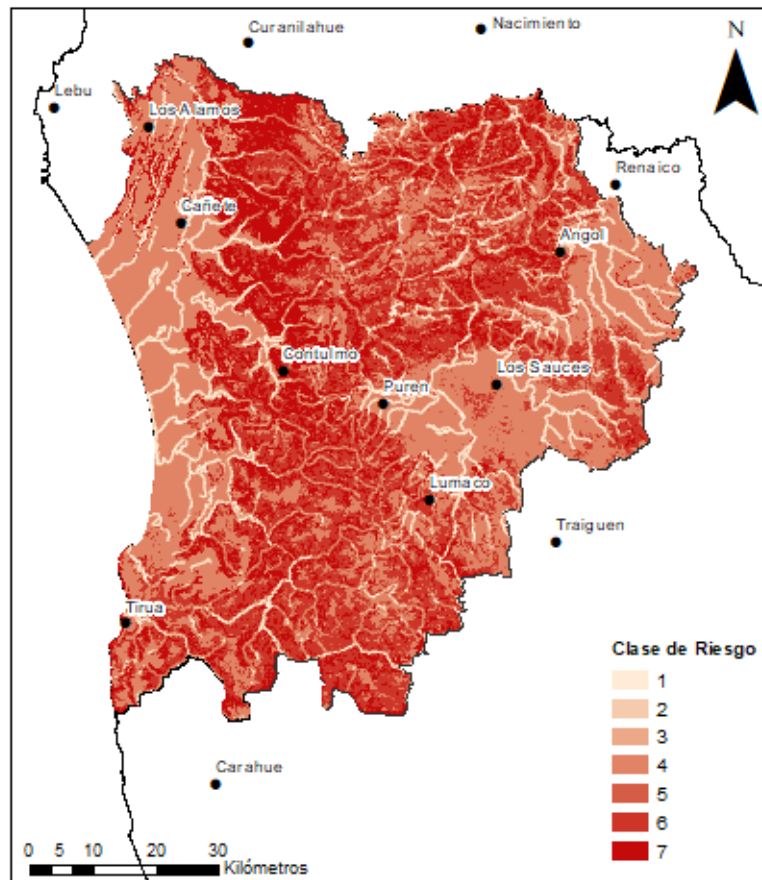 Curanilahue
Nacimiento
N
Lebu
Los Alamos
Renaico
Cañete
Angol
Contulmo
Los Sauces
Puren
Lumaco
Traiguen
Tirua
Clase de Riesgo
1
2
3
4
5
6
7
Carahue
0 5 10 20 30
Kilómetros